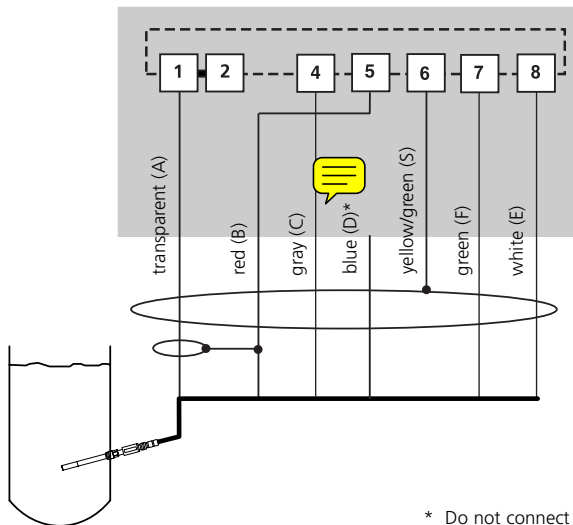 1 2 4 5 6 7 8
transparent (A)
red (B)
gray (C)
blue (D)*
yellow/green (S)
green (F)
white (E)
* Do not connect